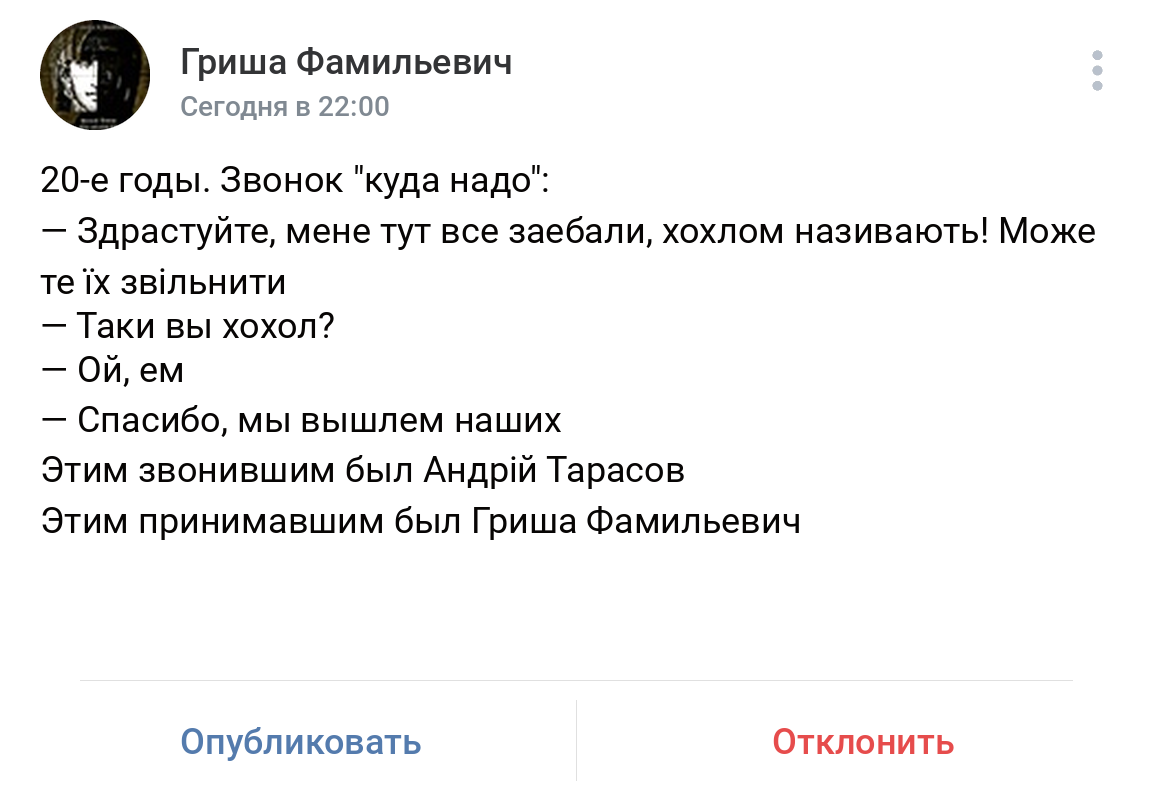 Гриша Фамильевич
Сегодня в 22:00
20-е годы. Звонок "куда надо":
— Здрастуйте, мене тут все заебали, хохлом називають! Може
те їх звільнити
— Таки вы хохол?
— Ой, ем
— Спасибо, мы вышлем наших
Этим звонившим был Андрій Тарасов
Этим принимавшим был Гриша Фамильевич
Опубликовать
Отклонить